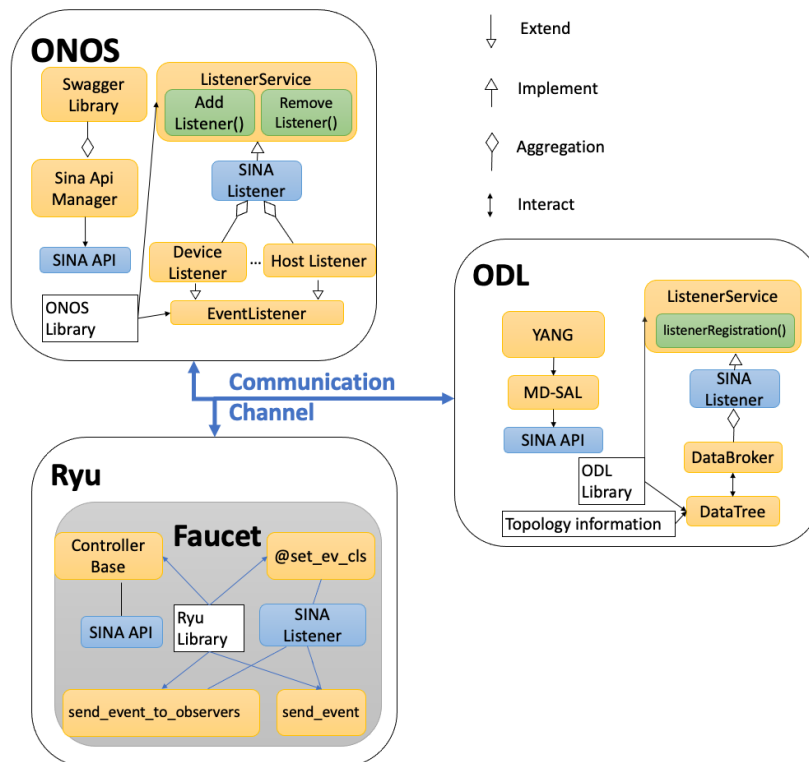 ONOS
Swagger
Library
Sina Api
Manager
SINA API
ListenerService
Add
Listener()
Remove
Listener()
SINA
Listener
Device
Listener
...
Host Listener
EventListener
ONOS
Library
Extend
Implement
Aggregation
Interact
Communication
Channel
ODL
YANG
MD-SAL
SINA API
ListenerService
listenerRegistration()
SINA
Listener
DataBroker
DataTree
ODL
Library
Topology information
Ryu
Faucet
Controller
Base
@set_ev_cls
SINA API
Ryu
Library
SINA
Listener
send_event_to_observers
send_event